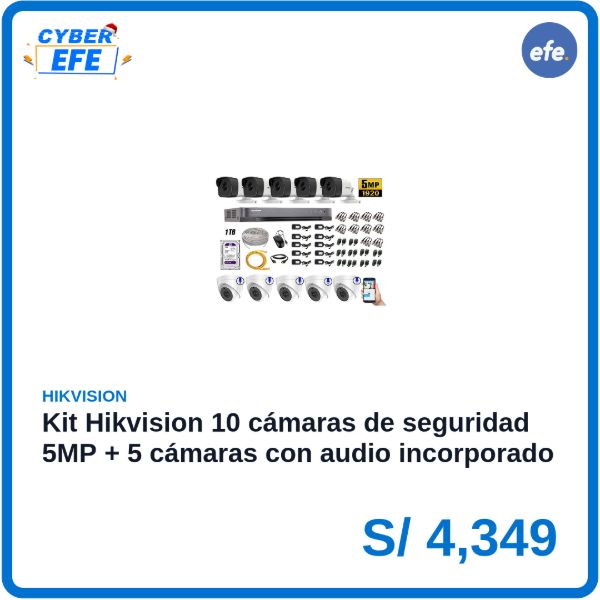 CYBER
EFE
efe.
5MP
1920
1TB
HIKVISION
Kit Hikvision 10 cámaras de seguridad
5MP + 5 cámaras con audio incorporado
S/ 4,349